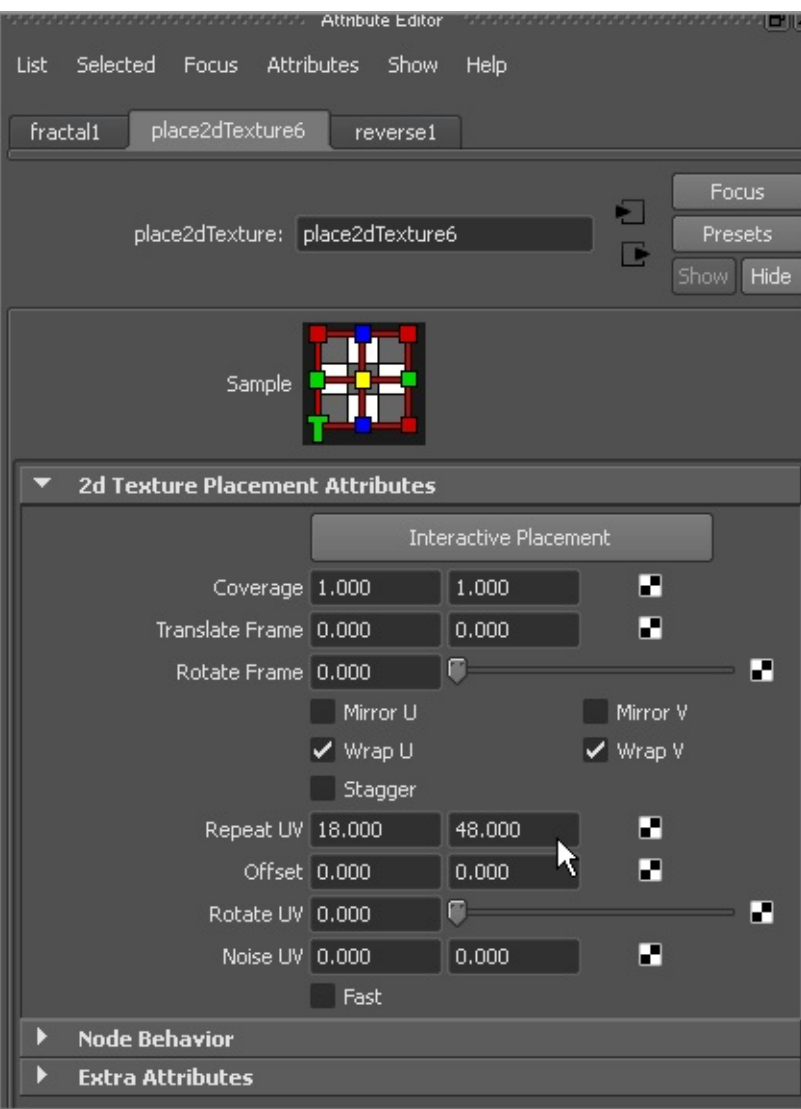 Attribute Editor
List Selected Focus Attributes Show Help
fractal1 place2dTexture6 reverse1
Focus
place2dTexture: place2dTexture6 Presets
Show Hide
Sample
2d Texture Placement Attributes
Interactive Placement
Coverage 1.000 1.000
Translate Frame 0.000 0.000
Rotate Frame 0.000
Mirror U Mirror V
Wrap U Wrap V
Stagger
Repeat UV 18.000 48.000
Offset 0.000 0.000
Rotate UV 0.000
Noise UV 0.000 0.000
Fast
Node Behavior
Extra Attributes